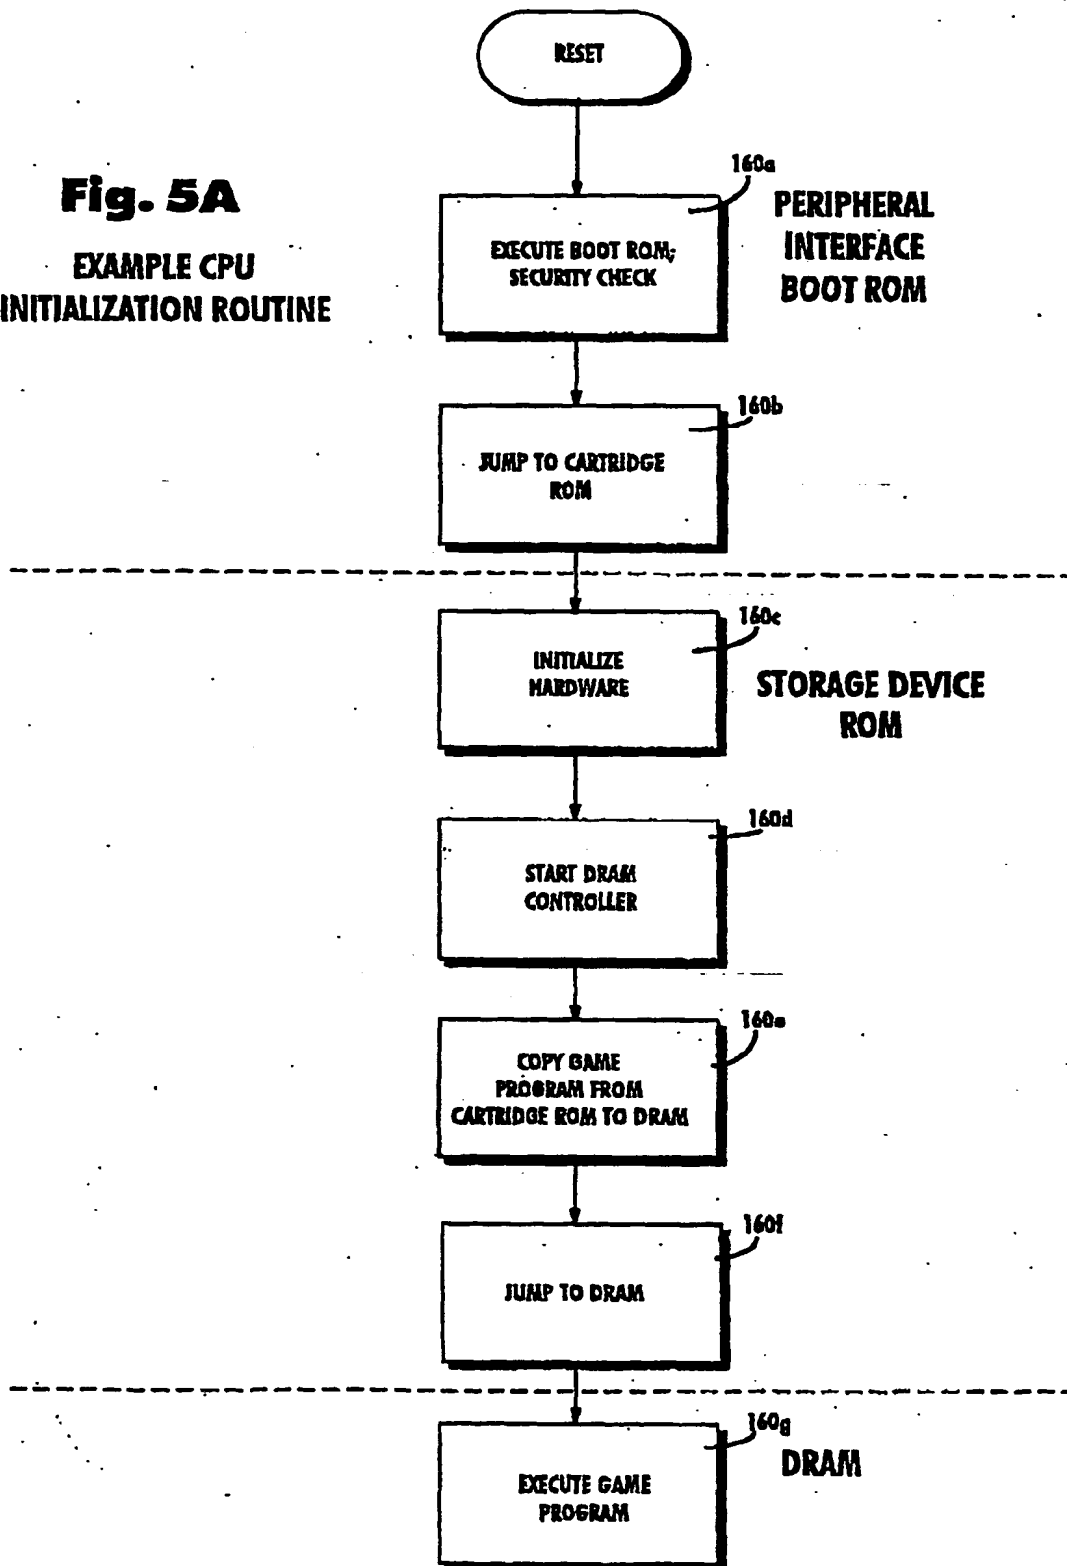 RESET
Fig. 5A
EXAMPLE CPU
INITIALIZATION ROUTINE
160a
EXECUTE BOOT ROM;
SECURITY CHECK
PERIPHERAL
INTERFACE
BOOT ROM
160b
JUMP TO CARTRIDGE
ROM
160c
INITIALIZE
HARDWARE
STORAGE DEVICE
ROM
160d
START DRAM
CONTROLLER
160e
COPY GAME
PROGRAM FROM
CARTRIDGE ROM TO DRAM
160f
JUMP TO DRAM
160g
EXECUTE GAME
PROGRAM
DRAM